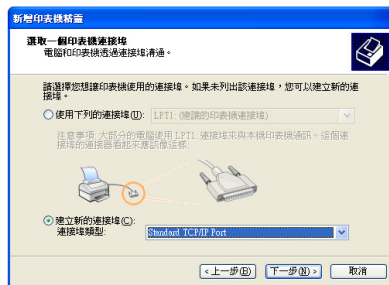 新增印表機精靈
選取一個印表機連接埠
電腦和印表機透過連接埠溝通。
請選擇您想讓印表機使用的連接埠。如果未列出該連接埠，您可以建立新的連
接埠。
使用下列的連接埠(U): LPT1: (建議的印表機連接埠)
注意事項: 大部分的電腦使用 LPT1: 連接埠來與本機印表機通訊。這個連
接埠的連接器看起來應該像這樣:
建立新的連接埠(C):
連接埠類型: Standard TCP/IP Port
<上一步(B) 下一步(N)> 取消